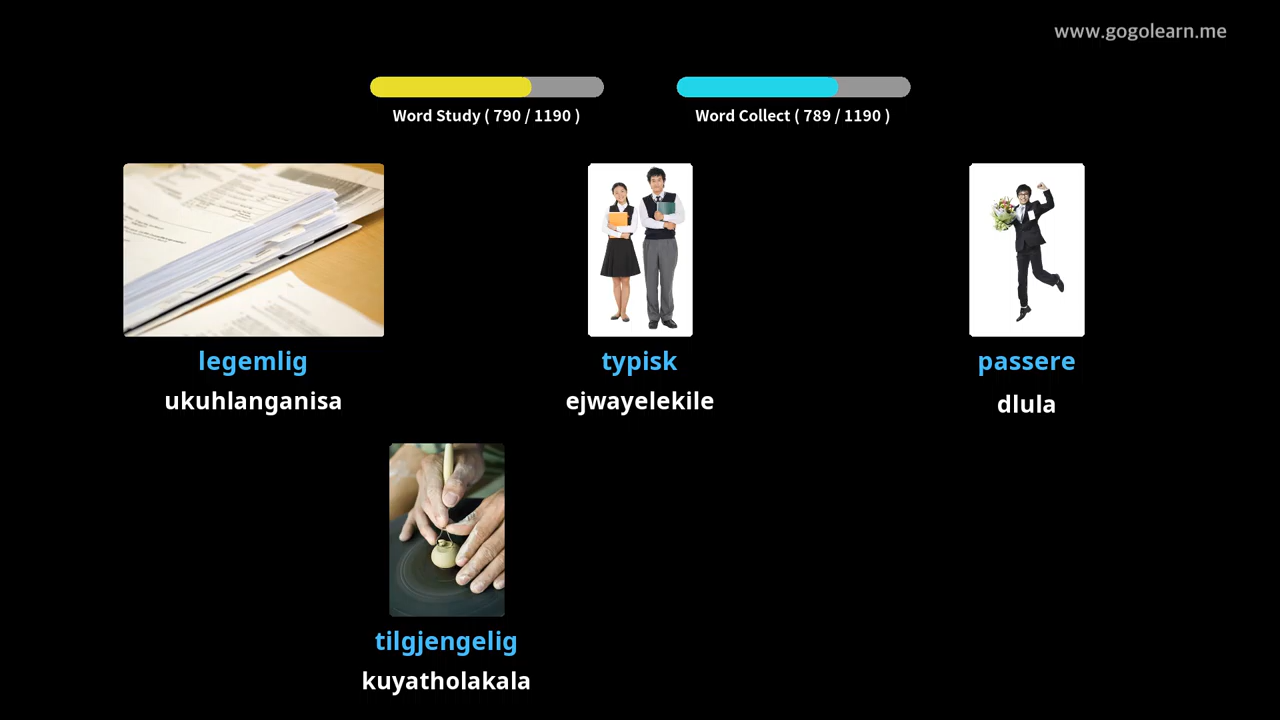 www.gogolearn.me
Word Study ( 790 / 1190 )
Word Collect ( 789 / 1190 )
legemlig
ukuhlanganisa
typisk
ejwayelekile
passere
dlula
tilgjengelig
kuyatholakala